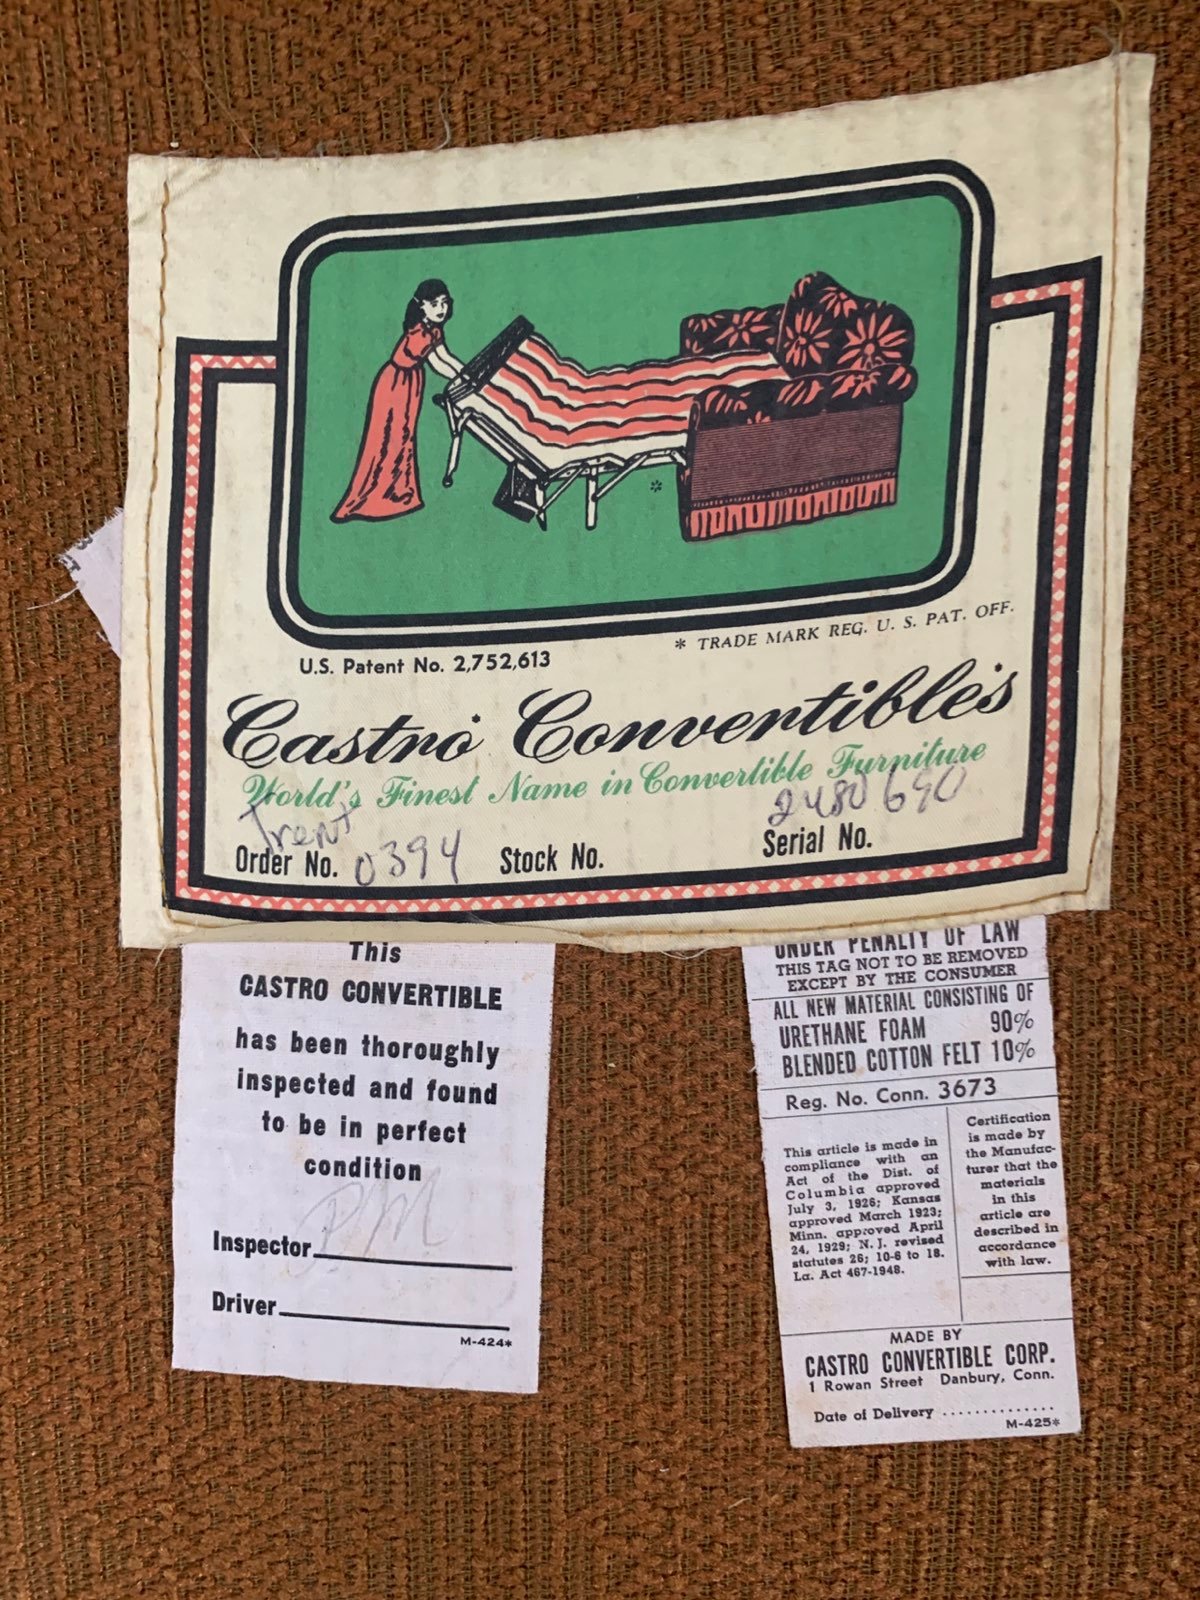 * TRADE MARK REG. U. S. PAT. OFF.
U.S. Patent No. 2,752,613
Castro Convertibles
World's Finest Name in Convertible Furniture
Trent
2480690
Order No. 0394 Stock No. Serial No.
This
CASTRO CONVERTIBLE
has been thoroughly
inspected and found
to be in perfect
condition
PM
Inspector
Driver
M-424*
UNDER PENALTY OF LAW
THIS TAG NOT TO BE REMOVED
EXCEPT BY THE CONSUMER
ALL NEW MATERIAL CONSISTING OF
URETHANE FOAM 90%
BLENDED COTTON FELT 10%
Reg. No. Conn. 3673
This article is made in
compliance with an
Act of the Dist. of
Columbia approved
July 3, 1926; Kansas
approved March 1923;
Minn. approved April
24, 1929; N. J. revised
statutes 26; 10-6 to 18.
La. Act 467-1948.
Certification
is made by
the Manufac-
turer that the
materials
in this
article are
described in
accordance
with law.
MADE BY
CASTRO CONVERTIBLE CORP.
1 Rowan Street Danbury, Conn.
Date of Delivery ..............
M-425*